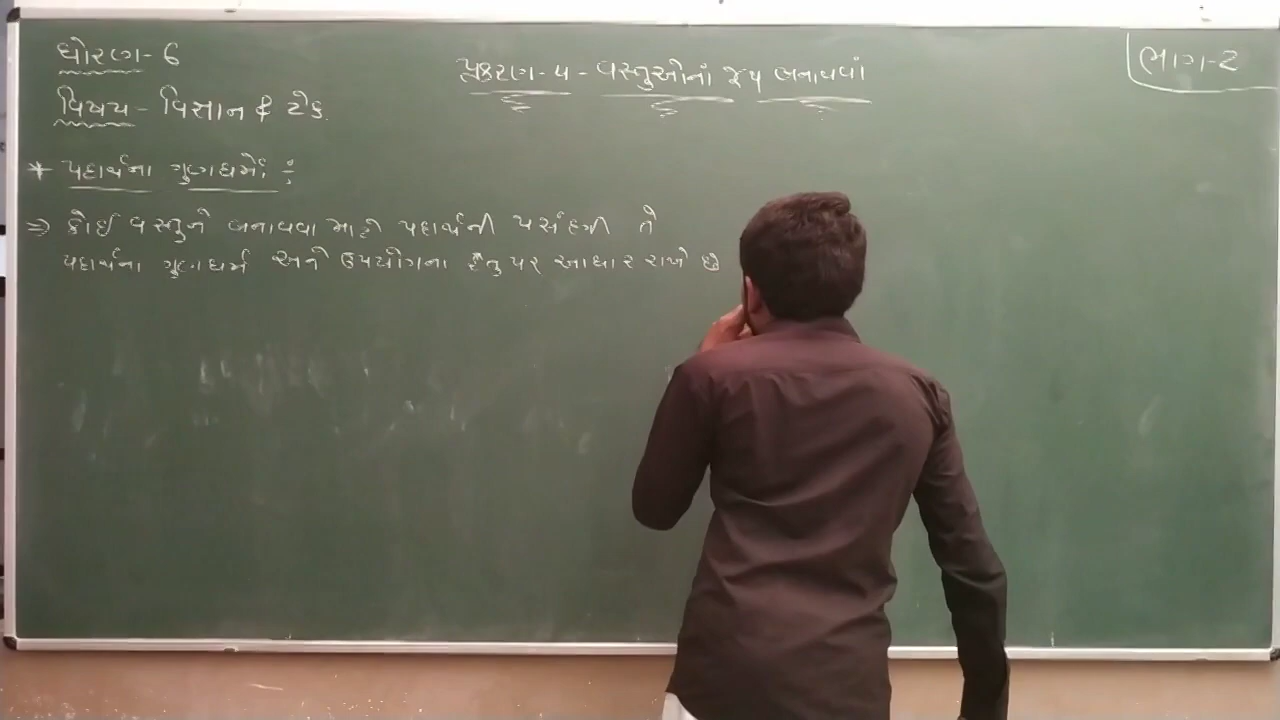 ધોરણ - 6
પ્રકરણ - ૫ - વસ્તુઓનાં જૂથ બનાવવાં
ભાગ - 2
વિષય - વિજ્ઞાન & ટેક.
* પદાર્થના ગુણધર્મો :
⇒ કોઈ વસ્તુને બનાવવા માટે પદાર્થની પસંદગી તે
પદાર્થના ગુણધર્મ અને ઉપયોગના હેતુ પર આધાર રાખે છે